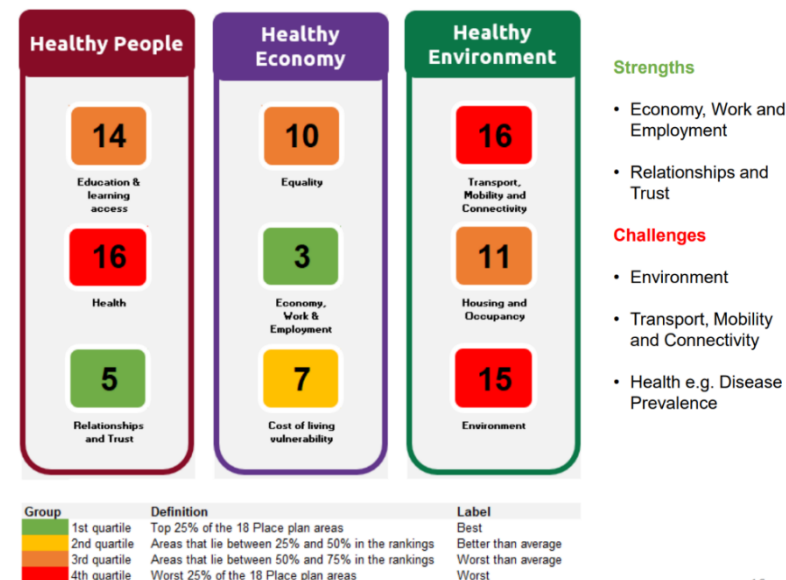 Healthy People
14
Education &
learning
access
16
Health
5
Relationships
and Trust
Healthy
Economy
10
Equality
3
Economy,
Work &
Employment
7
Cost of living
vulnerability
Healthy
Environment
16
Transport,
Mobility and
Connectivity
11
Housing and
Occupancy
15
Environment
Strengths
• Economy, Work and
Employment
• Relationships and
Trust
Challenges
• Environment
• Transport, Mobility
and Connectivity
• Health e.g. Disease
Prevalence
Group Definition Label
1st quartile Top 25% of the 18 Place plan areas Best
2nd quartile Areas that lie between 25% and 50% in the rankings Better than average
3rd quartile Areas that lie between 50% and 75% in the rankings Worst than average
4th quartile Worst 25% of the 18 Place plan areas Worst